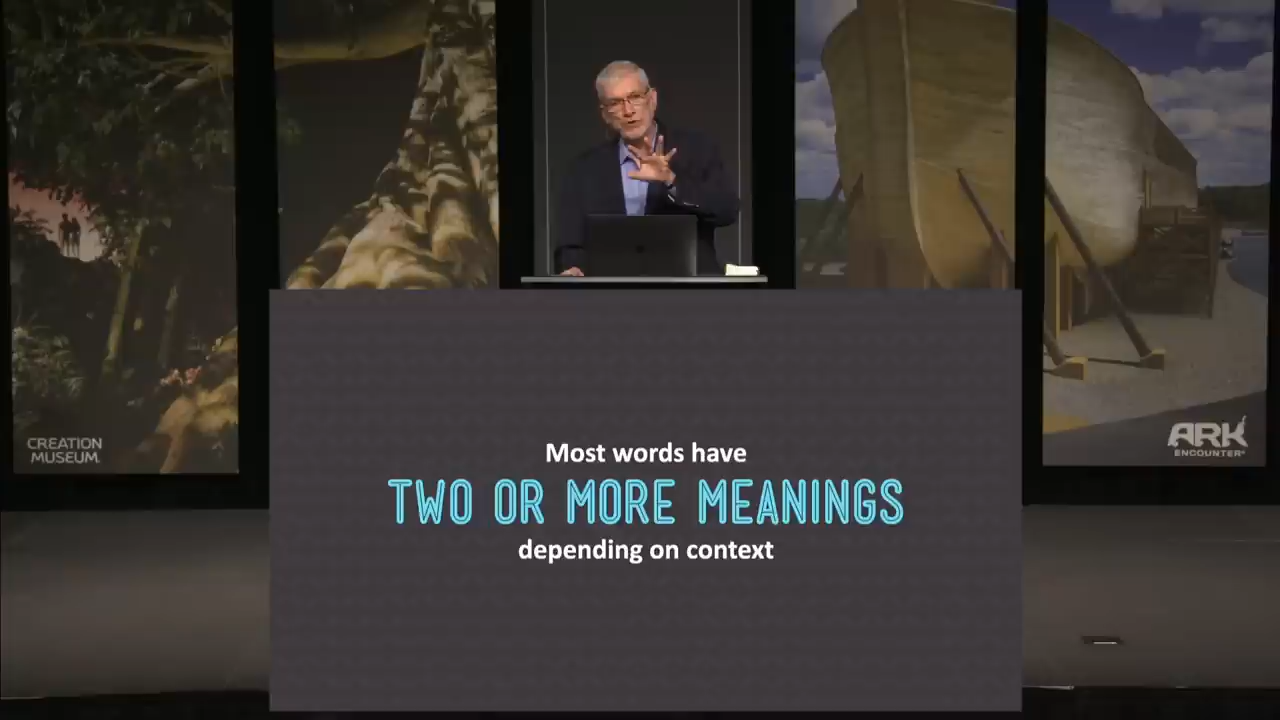 CREATION
MUSEUM
ARK
ENCOUNTER
Most words have
TWO OR MORE MEANINGS
depending on context